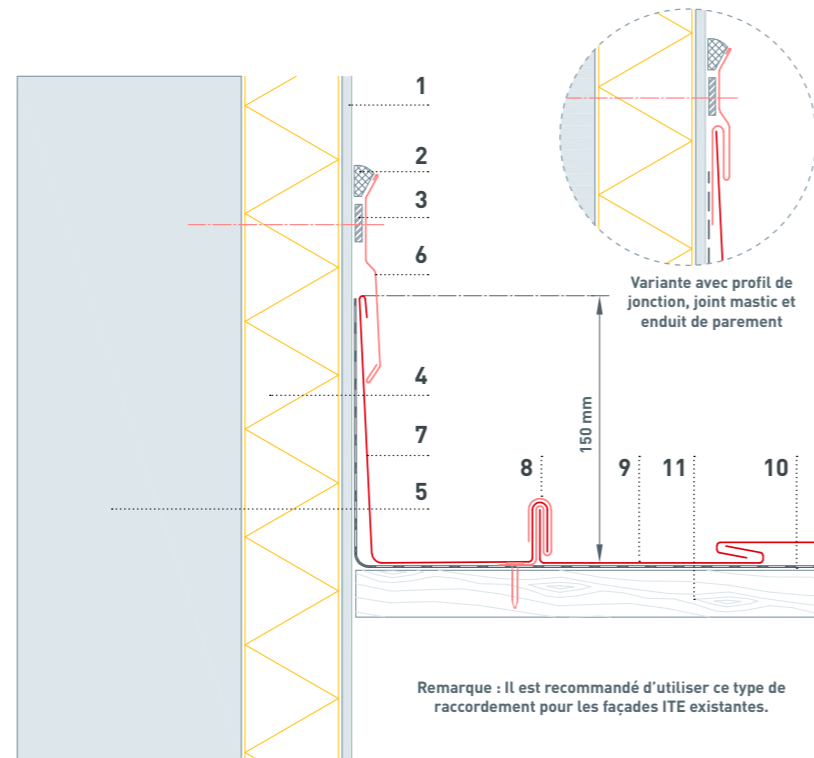 1
2
3
6
4
7
5
8
9
11
10
150 mm
Variante avec profil de
jonction, joint mastic et
enduit de parement
Remarque : Il est recommandé d’utiliser ce type de
raccordement pour les façades ITE existantes.